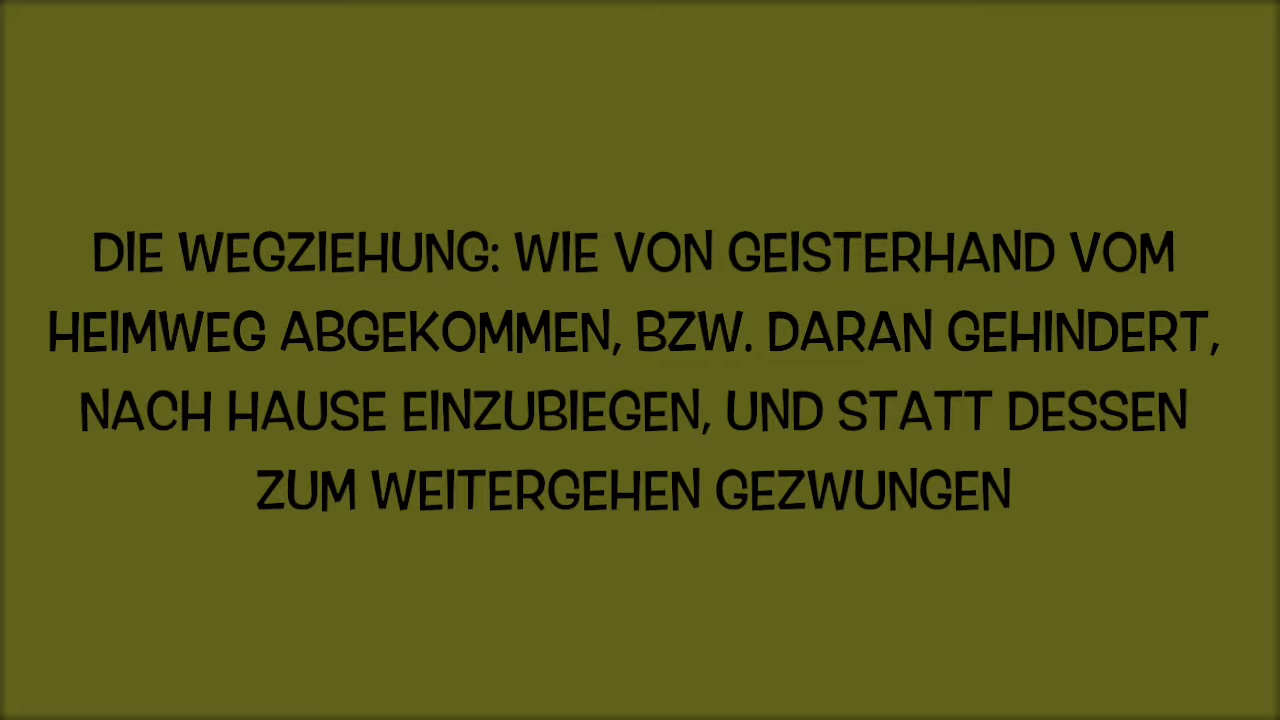 DIE WEGZIEHUNG: WIE VON GEISTERHAND VOM
HEIMWEG ABGEKOMMEN, BZW. DARAN GEHINDERT,
NACH HAUSE EINZUBIEGEN, UND STATT DESSEN
ZUM WEITERGEHEN GEZWUNGEN